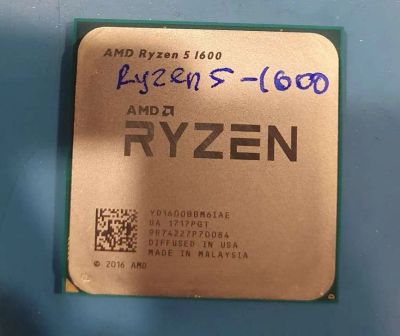 AMD Ryzen 5 1600
Ryzen 5 - 1600
AMD
RYZEN
YD1600BBM6IAE
UA 1717PGT
9R74227P70084
DIFFUSED IN USA
MADE IN MALAYSIA
© 2016 AMD